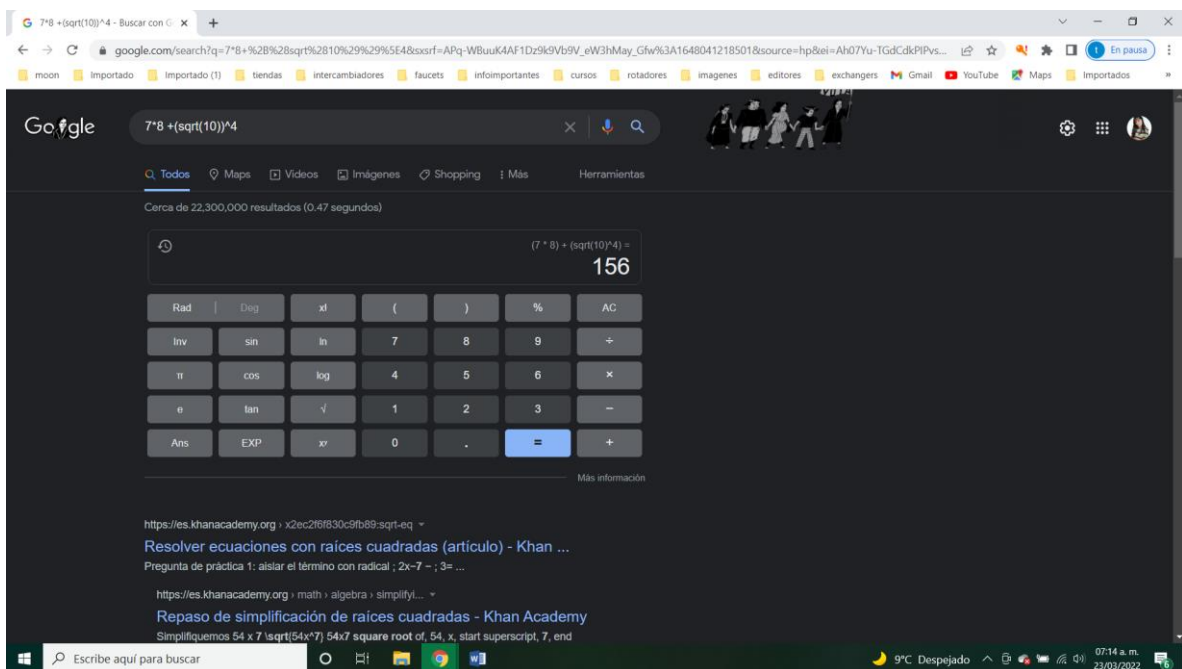 7*8 +(sqrt(10))^4 - Buscar con G
google.com/search?q=7*8+%2B%28sqrt%2810%29%29%5E4&sxsrf=APq-WBuuK4AF1Dz9k9Vb9V_eW3hMay_Gfw%3A1648041218501&source=hp&ei=Ah07Yu-TGdCdkPIPvs...
t En pausa
moon Importado Importado (1) tiendas intercambiadores faucets infoimportantes cursos rotadores imagenes editores exchangers Gmail YouTube Maps Importados »
Google
7*8 +(sqrt(10))^4
Todos Maps Videos Imágenes Shopping Más Herramientas
Cerca de 22,300,000 resultados (0.47 segundos)
(7 * 8) + (sqrt(10)^4) =
156
Rad | Deg x! ( ) % AC
Inv sin ln 7 8 9 ÷
π cos log 4 5 6 ×
e tan √ 1 2 3 −
Ans EXP xʸ 0 . = +
Más información
https://es.khanacademy.org › x2ec2f6f830c9fb89:sqrt-eq
Resolver ecuaciones con raíces cuadradas (artículo) - Khan ...
Pregunta de práctica 1: aislar el término con radical ; 2x−7 − ; 3= ...
https://es.khanacademy.org › math › algebra › simplifyi...
Repaso de simplificación de raíces cuadradas - Khan Academy
Simplifiquemos 54 x 7 \sqrt{54x^7} 54x7 square root of, 54, x, start superscript, 7, end
Escribe aquí para buscar
9°C Despejado
07:14 a. m.
23/03/2022
6